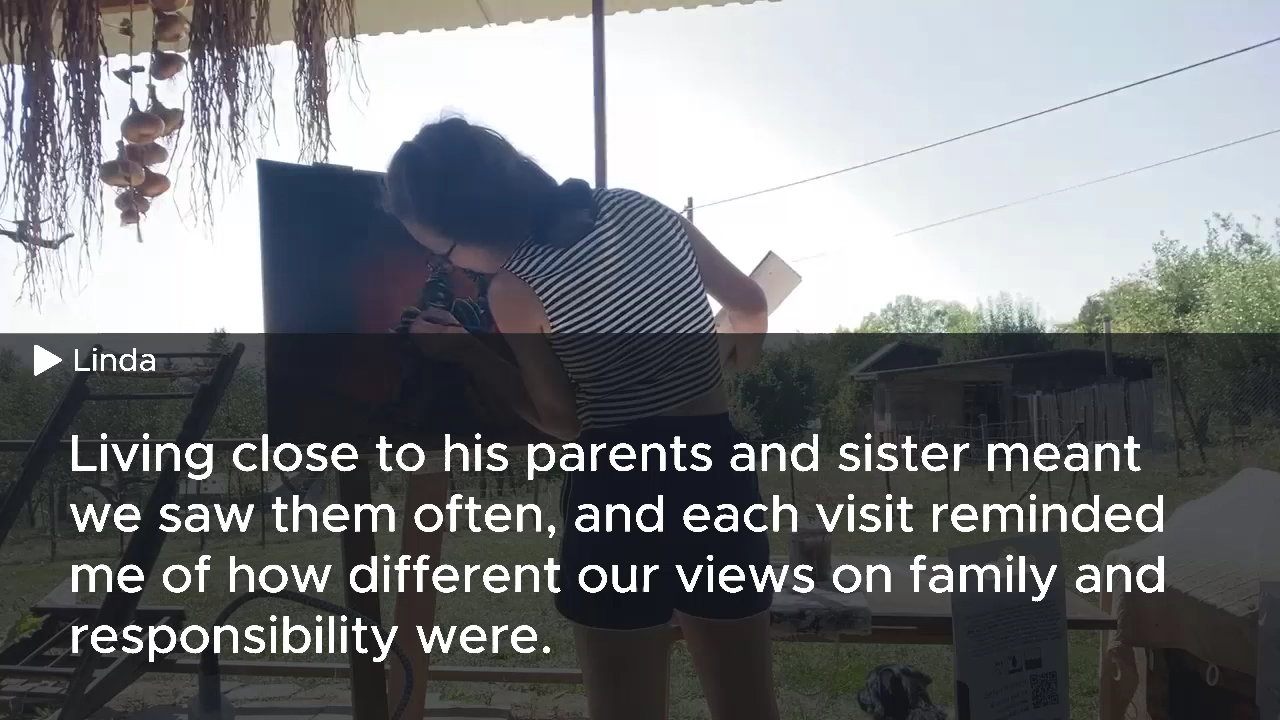 Linda
Living close to his parents and sister meant
we saw them often, and each visit reminded
me of how different our views on family and
responsibility were.